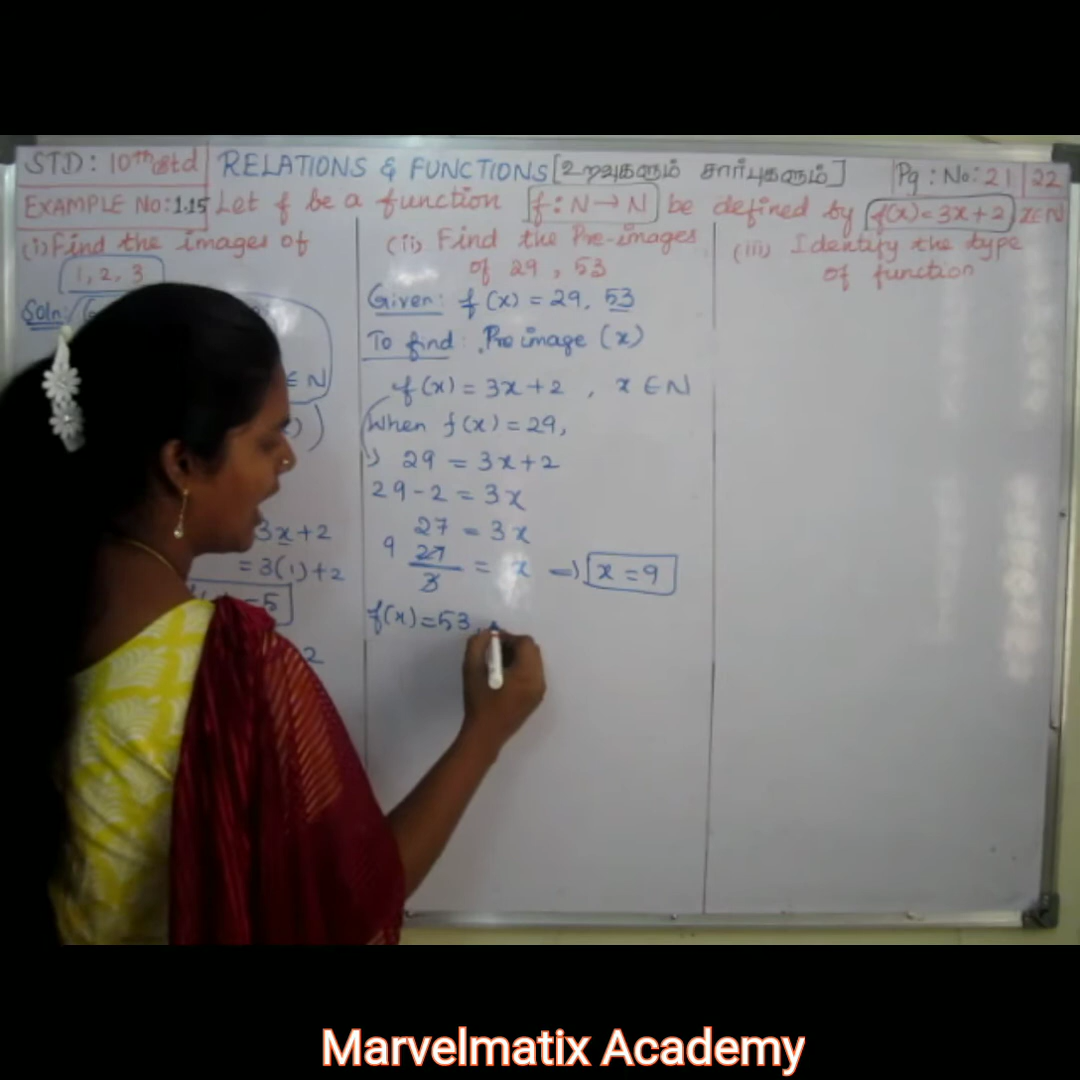 STD: 10th Std
RELATIONS & FUNCTIONS [உறவுகளும் சார்புகளும்]
Pg: No: 21 22
EXAMPLE No: 1.15 Let f be a function f: N → N be defined by f(x) = 3x + 2 x ∈ N
(i) Find the images of
1, 2, 3
Soln:
∈ N
3x + 2
= 3(1) + 2
= 5
2
(ii) Find the Pre-images
of 29, 53
Given: f(x) = 29, 53
To find: Pre image (x)
f(x) = 3x + 2, x ∈ N
When f(x) = 29,
29 = 3x + 2
29 - 2 = 3x
27 = 3x
9
27
3 = x => x = 9
f(x) = 53,
(iii) Identify the type
of function
Marvelmatix Academy